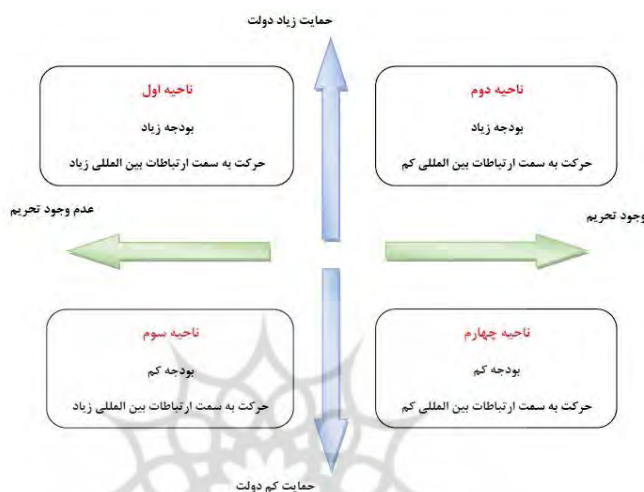 حمایت زیاد دولت
ناحیه دوم
بودجه زیاد
حرکت به سمت ارتباطات بین المللی کم
ناحیه اول
بودجه زیاد
حرکت به سمت ارتباطات بین المللی زیاد
وجود تحریم
عدم وجود تحریم
ناحیه چهارم
بودجه کم
حرکت به سمت ارتباطات بین المللی کم
ناحیه سوم
بودجه کم
حرکت به سمت ارتباطات بین المللی زیاد
حمایت کم دولت